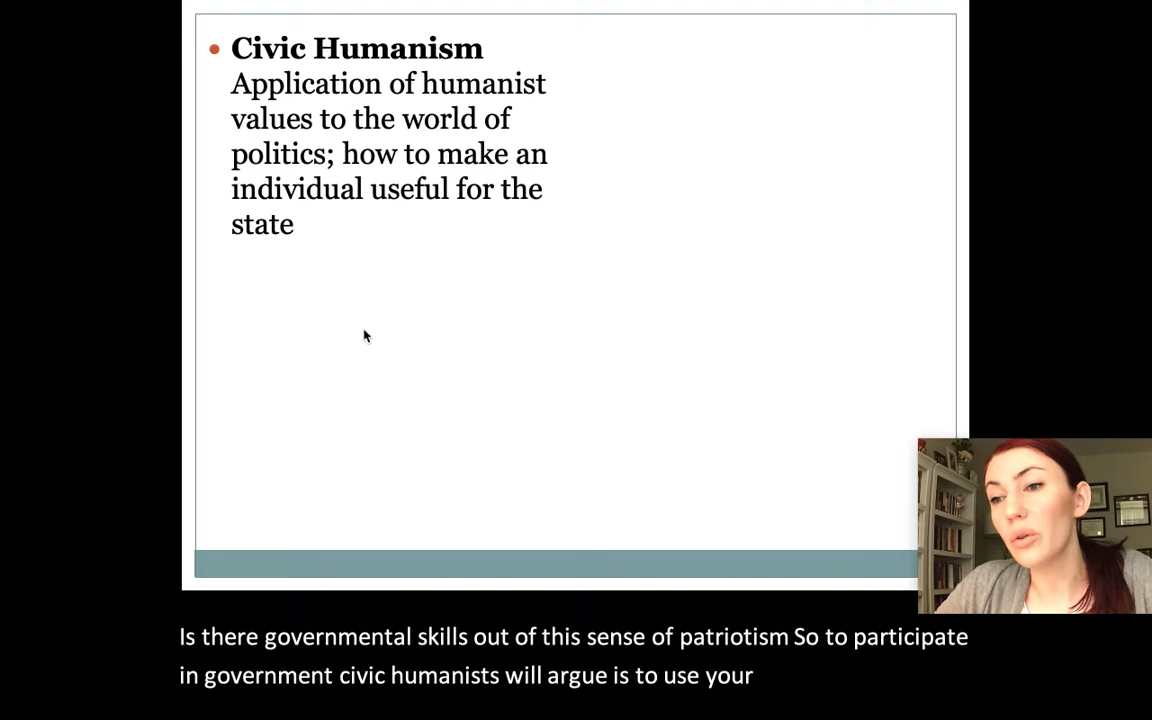 Civic Humanism
Application of humanist
values to the world of
politics; how to make an
individual useful for the
state
Is there governmental skills out of this sense of patriotism So to participate
in government civic humanists will argue is to use your